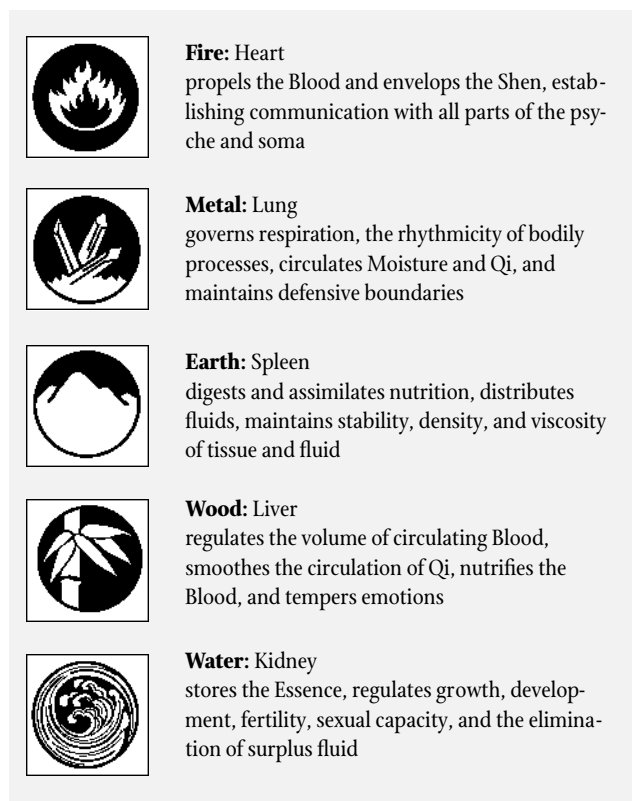 Fire: Heart
propels the Blood and envelops the Shen, estab-
lishing communication with all parts of the psy-
che and soma
Metal: Lung
governs respiration, the rhythmicity of bodily
processes, circulates Moisture and Qi, and
maintains defensive boundaries
Earth: Spleen
digests and assimilates nutrition, distributes
fluids, maintains stability, density, and viscosity
of tissue and fluid
Wood: Liver
regulates the volume of circulating Blood,
smoothes the circulation of Qi, nutrifies the
Blood, and tempers emotions
Water: Kidney
stores the Essence, regulates growth, develop-
ment, fertility, sexual capacity, and the elimina-
tion of surplus fluid